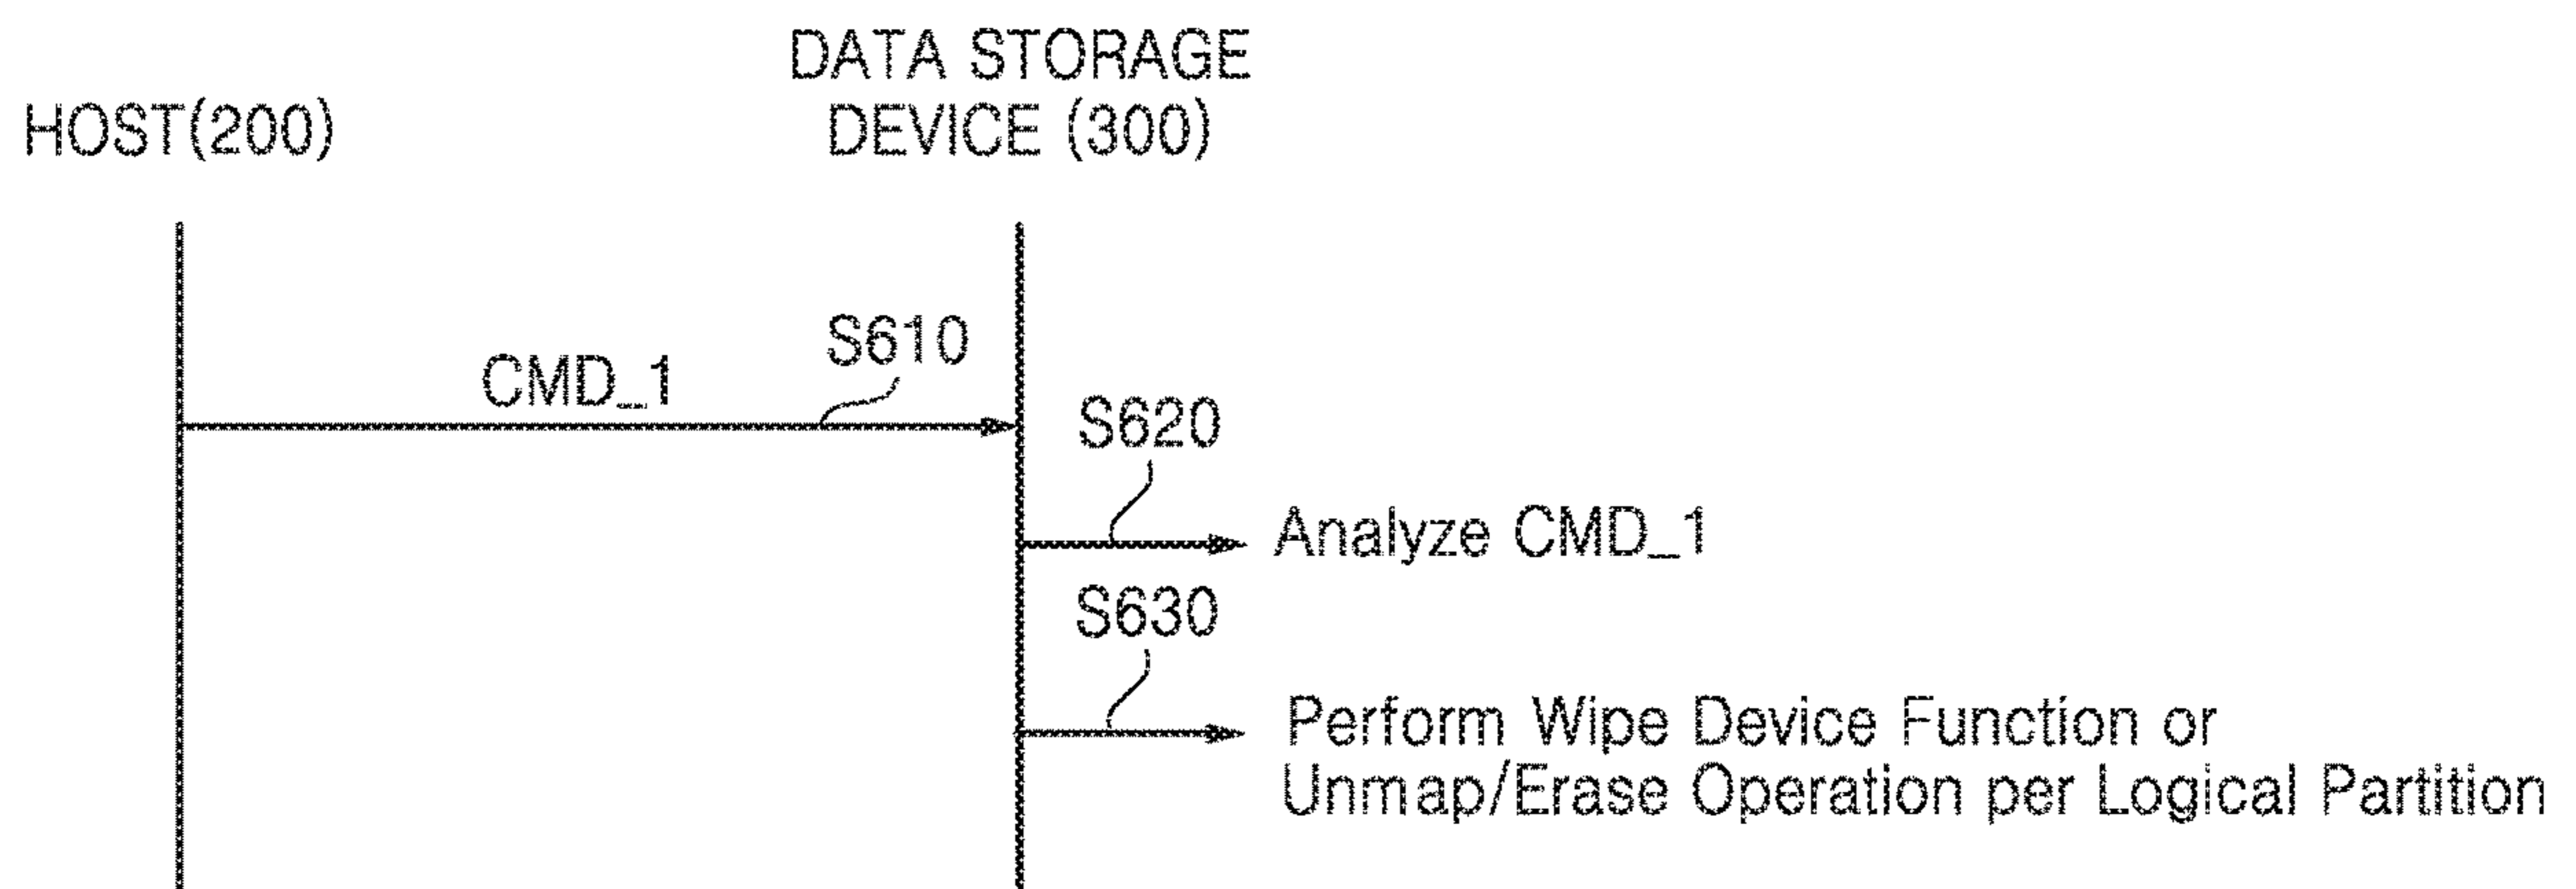 HOST(200)
DATA STORAGE
DEVICE (300)
CMD_1
S610
S620
Analyze CMD_1
S630
Perform Wipe Device Function or
Unmap/Erase Operation per Logical Partition